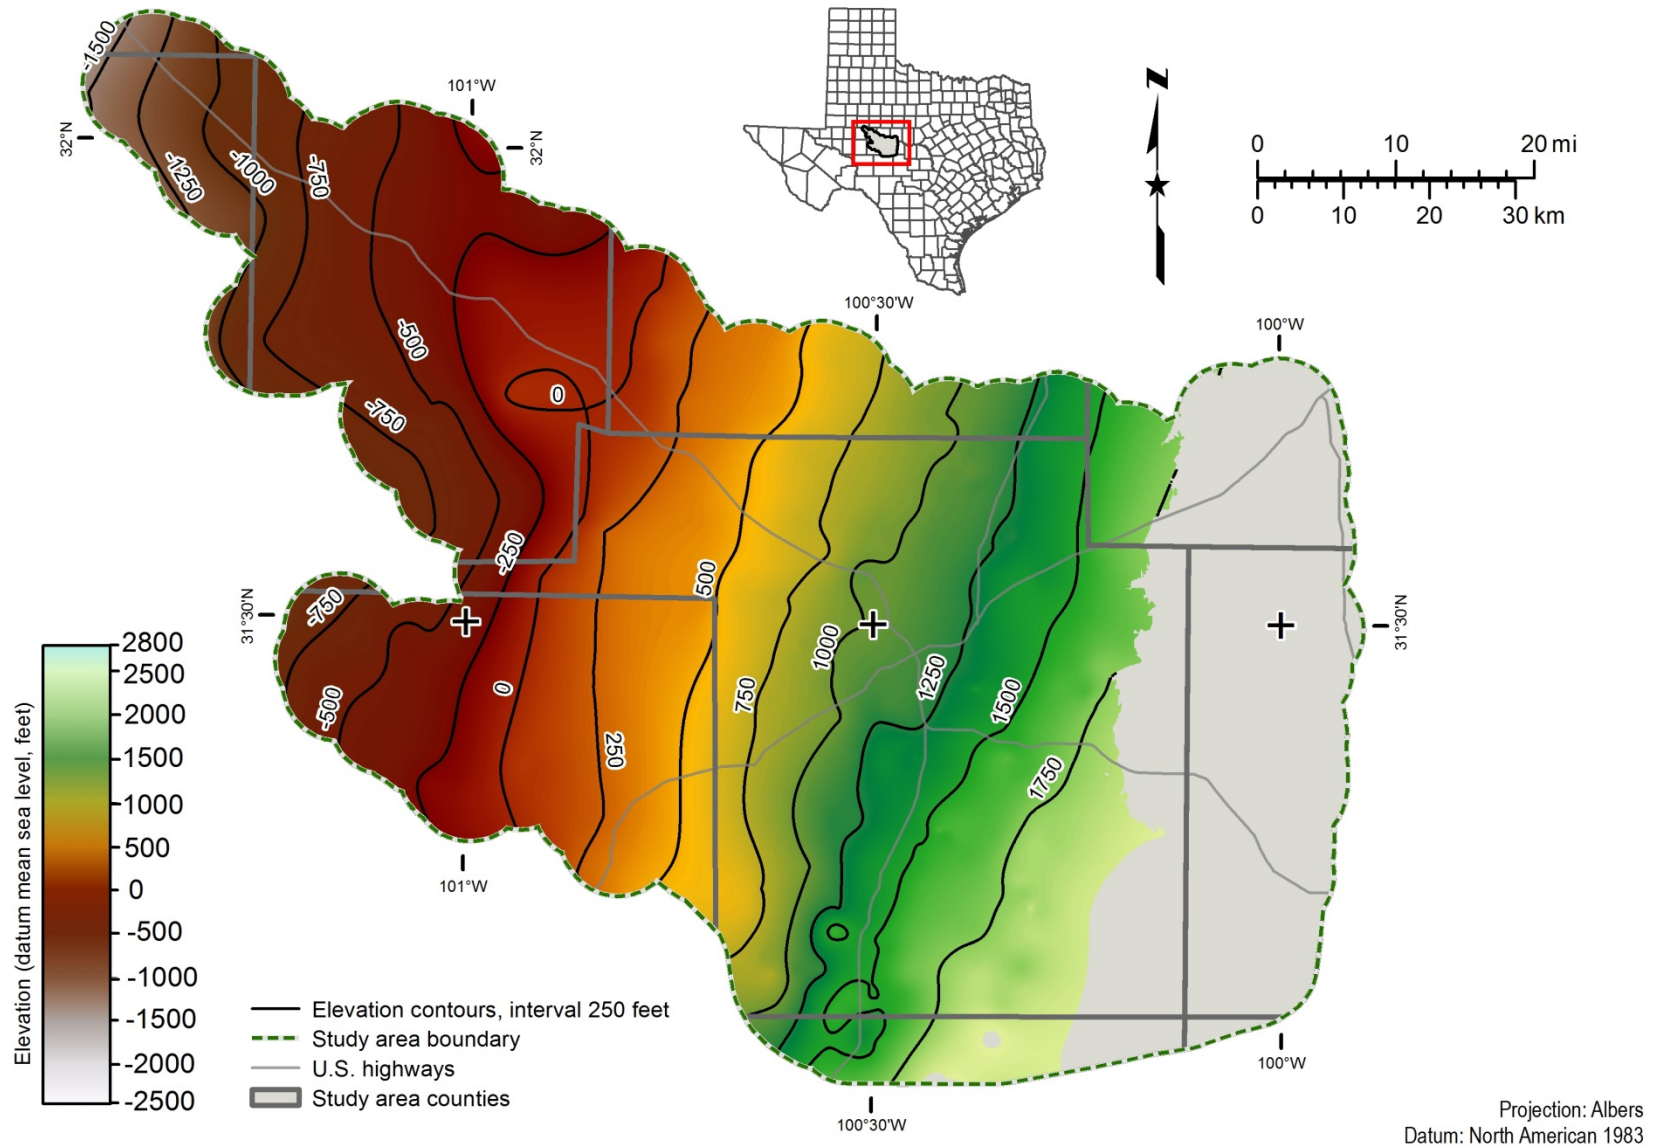 -1500
101°W
32°N
32°N
-1250
-1000
-750
-500
-750
0
N
0 10 20 mi
0 10 20 30 km
100°30'W
100°W
-250
500
-750
31°30'N
31°30'N
-500
0
250
750
1000
1250
1500
1750
101°W
100°W
100°30'W
Elevation (datum mean sea level, feet)
2800
2500
2000
1500
1000
500
0
-500
-1000
-1500
-2000
-2500
Elevation contours, interval 250 feet
Study area boundary
U.S. highways
Study area counties
Projection: Albers
Datum: North American 1983